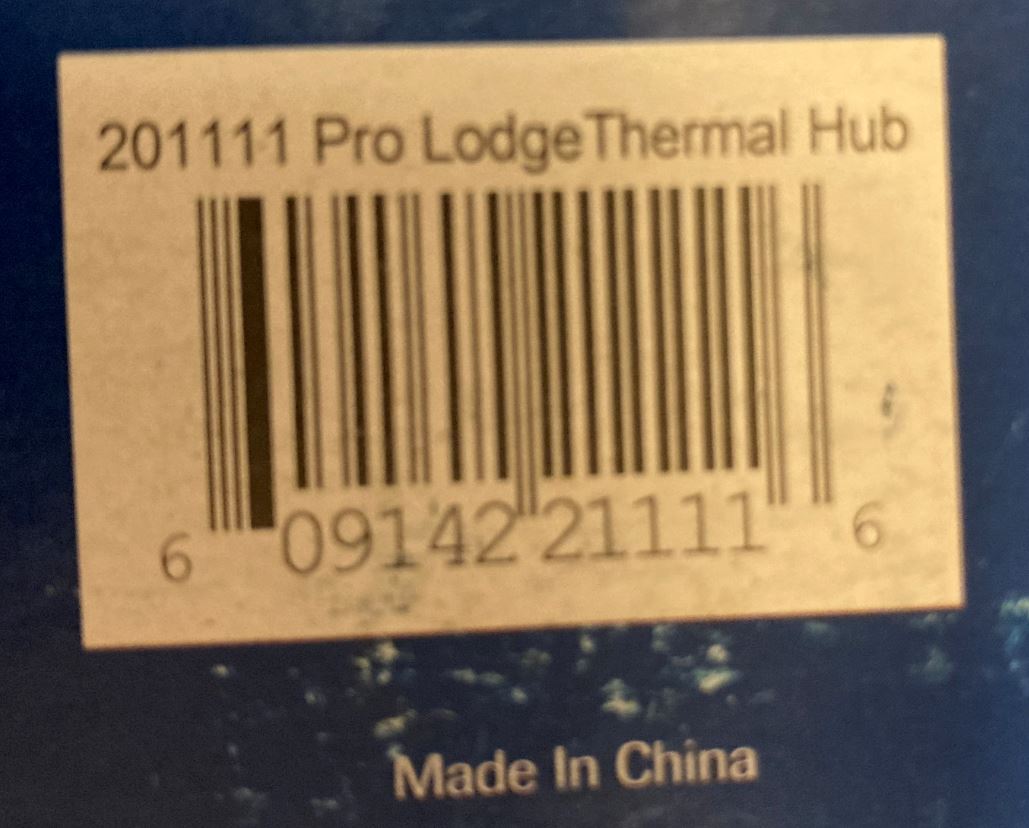 201111 Pro LodgeThermal Hub
6 09142 21111 6
Made In China